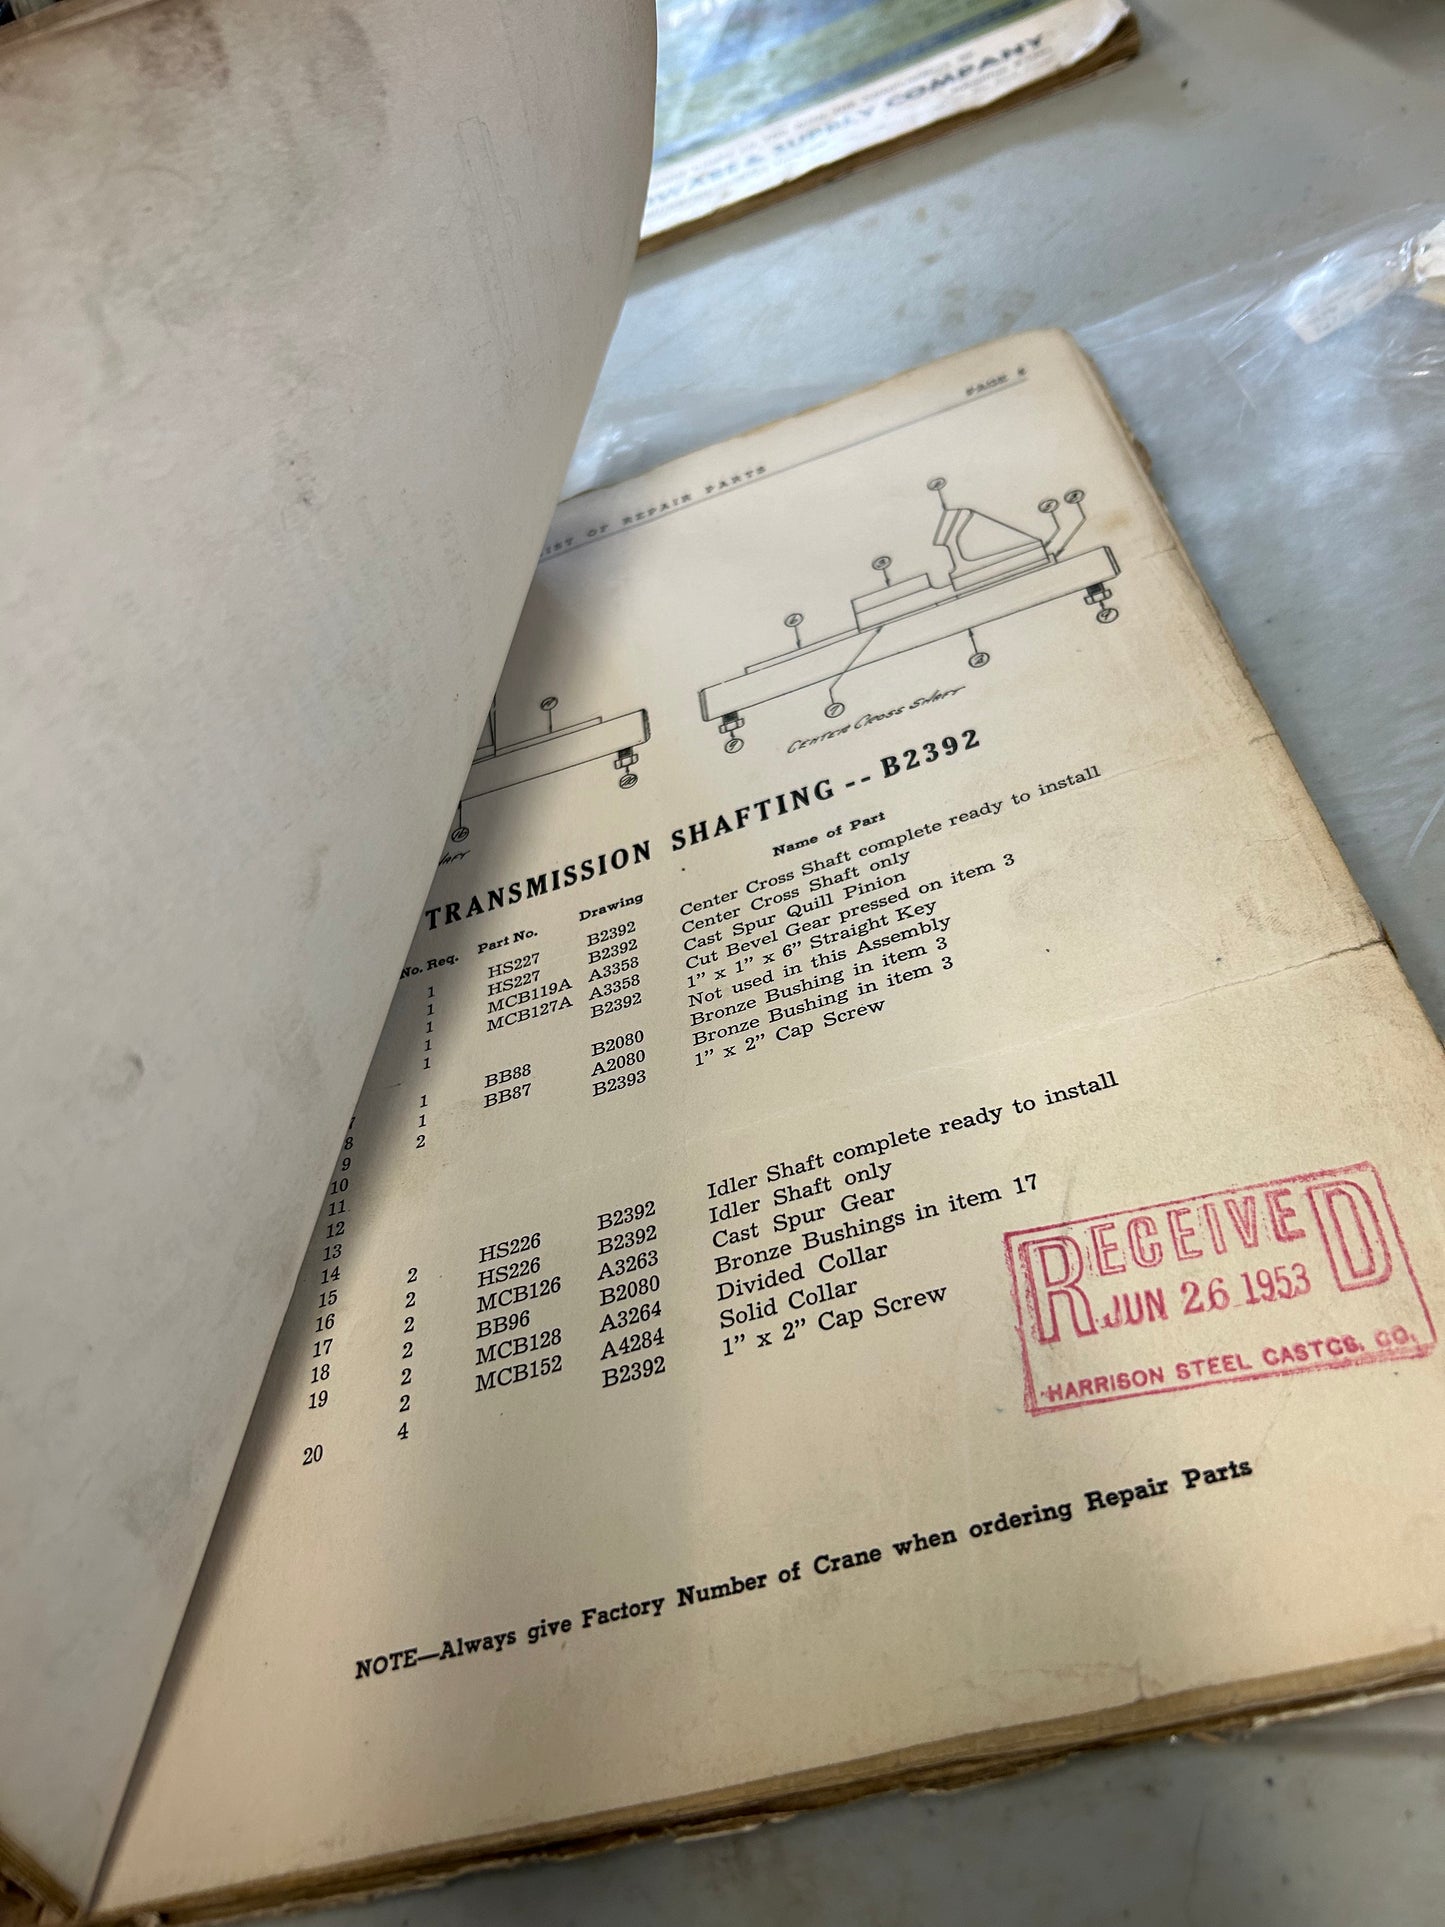 SUPPLY COMPANY
PAGE
LIST OF REPAIR PARTS
CENTER CROSS SHAFT
TRANSMISSION SHAFTING -- B2392
No. Req. Part No. Drawing Name of Part
1 HS227 B2392 Center Cross Shaft complete ready to install
1 HS227 B2392 Center Cross Shaft only
1 MCB119A A3358 Cast Spur Quill Pinion
1 MCB127A A3358 Cut Bevel Gear pressed on item 3
1 B2392 1” x 1” x 6” Straight Key
Not used in this Assembly
7 1 BB88 B2080 Bronze Bushing in item 3
8 1 BB87 A2080 Bronze Bushing in item 3
9 2 B2393 1” x 2” Cap Screw
10
11
12
13
14 2 HS226 B2392 Idler Shaft complete ready to install
15 2 HS226 B2392 Idler Shaft only
16 2 MCB126 A3263 Cast Spur Gear
17 2 BB96 B2080 Bronze Bushings in item 17
18 2 MCB128 A3264 Divided Collar
19 2 MCB152 A4284 Solid Collar
20 4 B2392 1” x 2” Cap Screw
RECEIVED
JUN 26 1953
HARRISON STEEL CASTGS. CO.
NOTE—Always give Factory Number of Crane when ordering Repair Parts